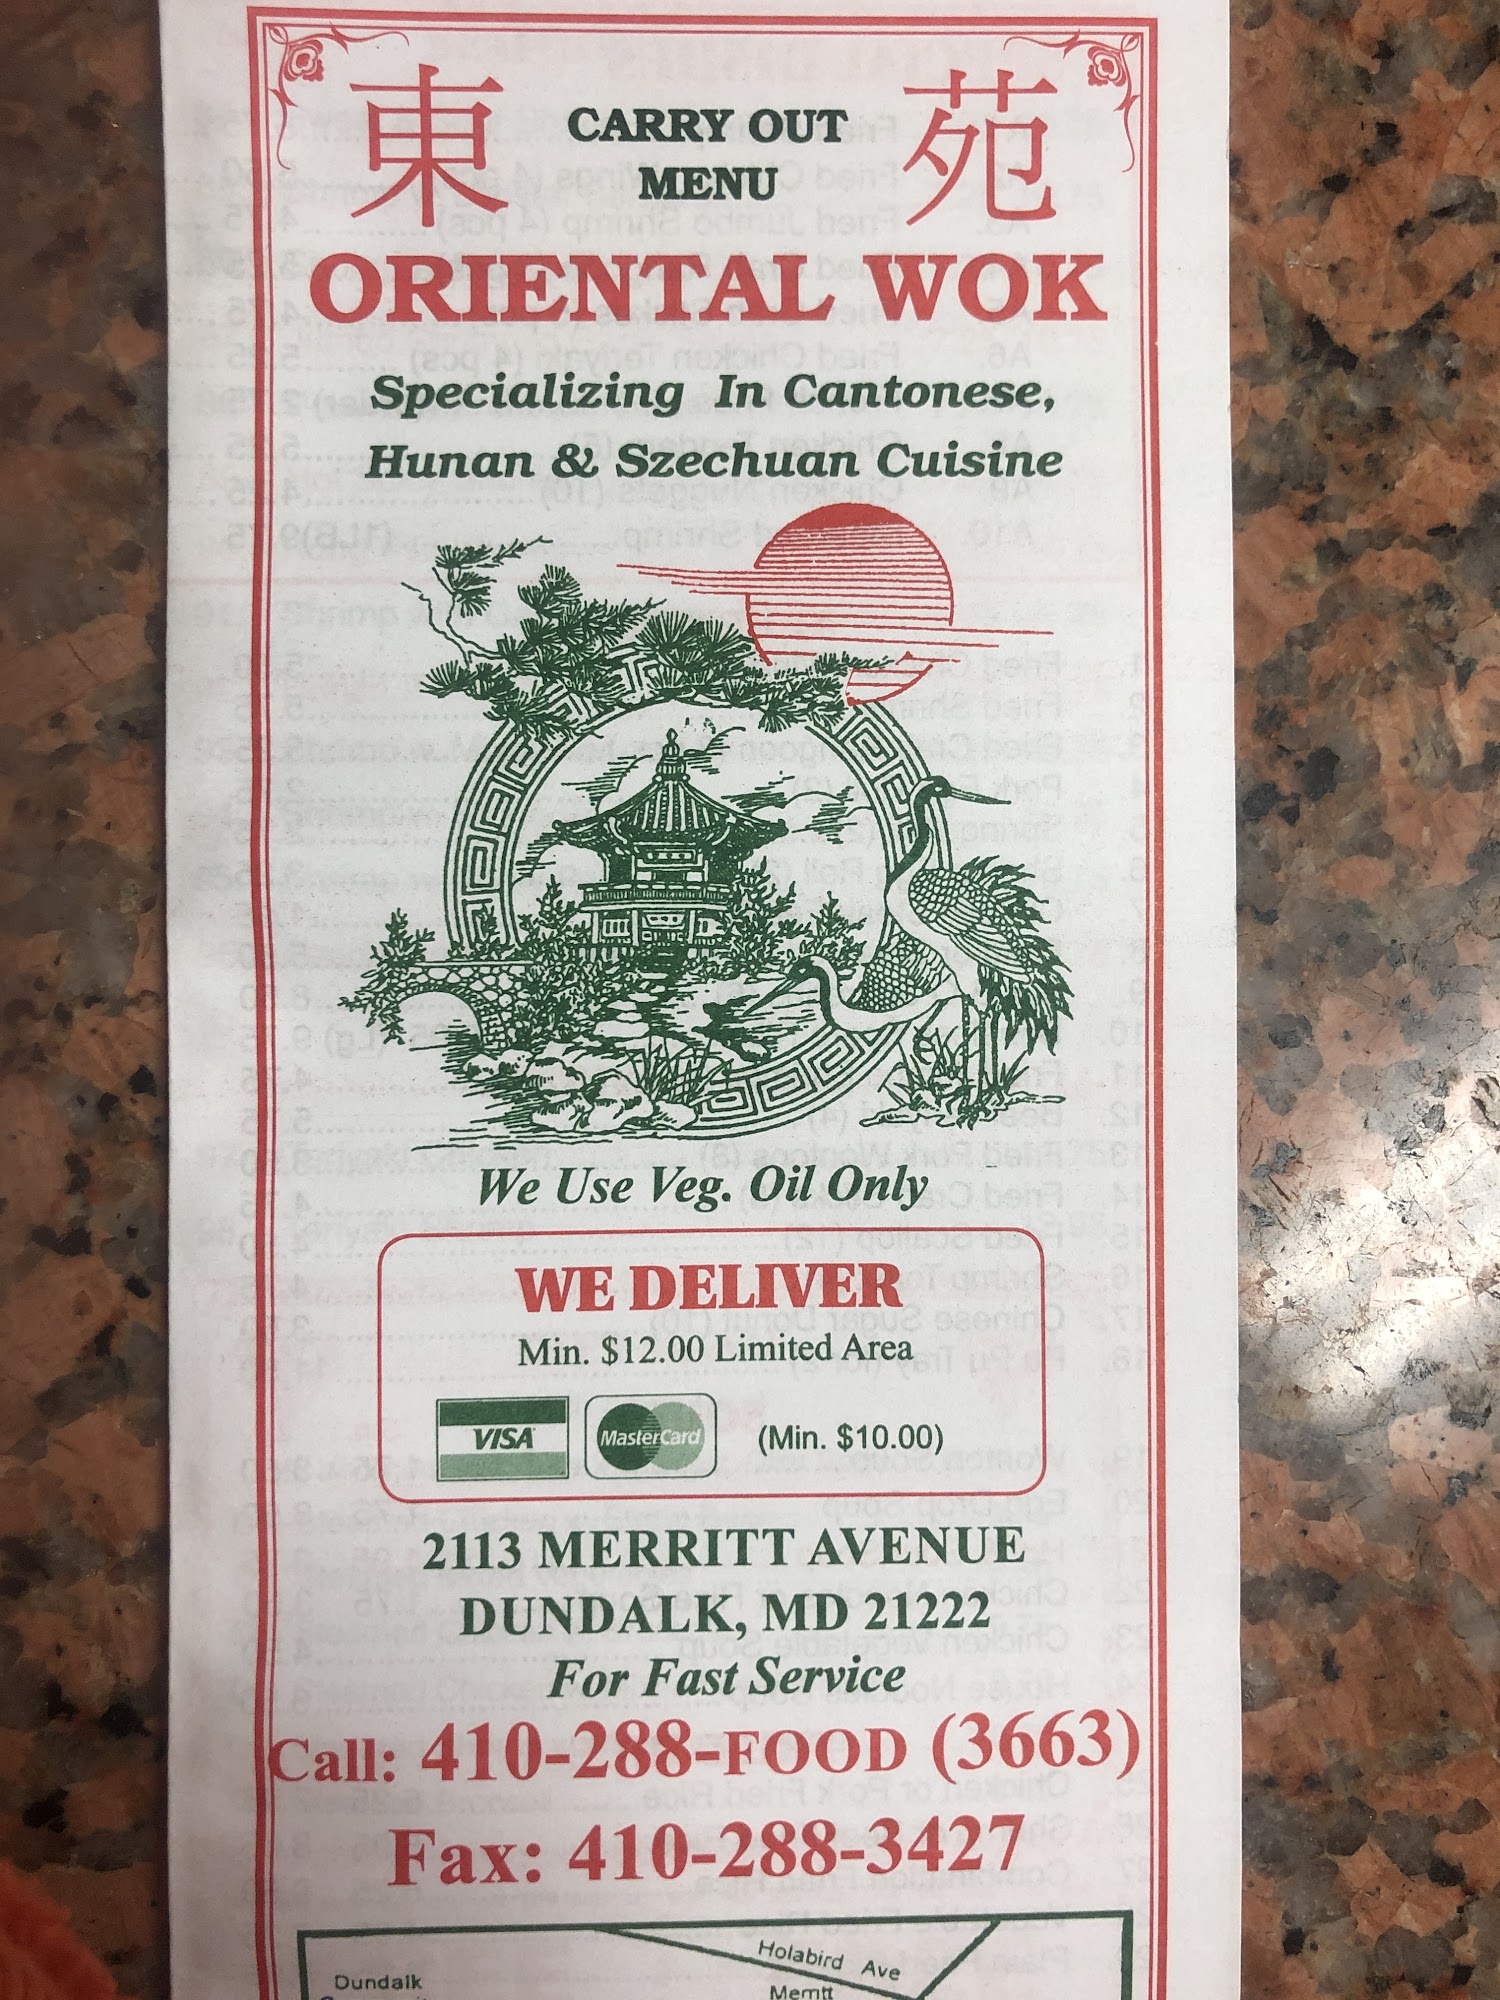 東 CARRY OUT 苑
MENU
ORIENTAL WOK
Specializing In Cantonese,
Hunan & Szechuan Cuisine
We Use Veg. Oil Only
WE DELIVER
Min. $12.00 Limited Area
VISA MasterCard (Min. $10.00)
2113 MERRITT AVENUE
DUNDALK, MD 21222
For Fast Service
Call: 410-288-FOOD (3663)
Fax: 410-288-3427
Holabird Ave
Dundalk
Merritt